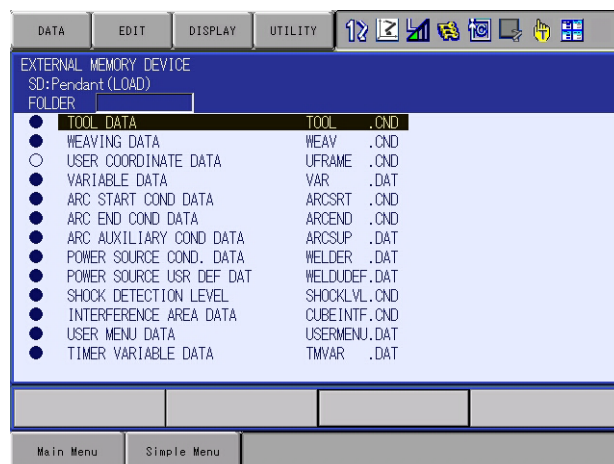 DATA EDIT DISPLAY UTILITY
EXTERNAL MEMORY DEVICE
SD:Pendant(LOAD)
FOLDER
TOOL DATA TOOL .CND
WEAVING DATA WEAV .CND
USER COORDINATE DATA UFRAME .CND
VARIABLE DATA VAR .DAT
ARC START COND DATA ARCSRT .CND
ARC END COND DATA ARCEND .CND
ARC AUXILIARY COND DATA ARCSUP .DAT
POWER SOURCE COND. DATA WELDER .DAT
POWER SOURCE USR DEF DAT WELDUDEF.DAT
SHOCK DETECTION LEVEL SHOCKLVL.CND
INTERFERENCE AREA DATA CUBEINTF.CND
USER MENU DATA USERMENU.DAT
TIMER VARIABLE DATA TMVAR .DAT
Main Menu Simple Menu